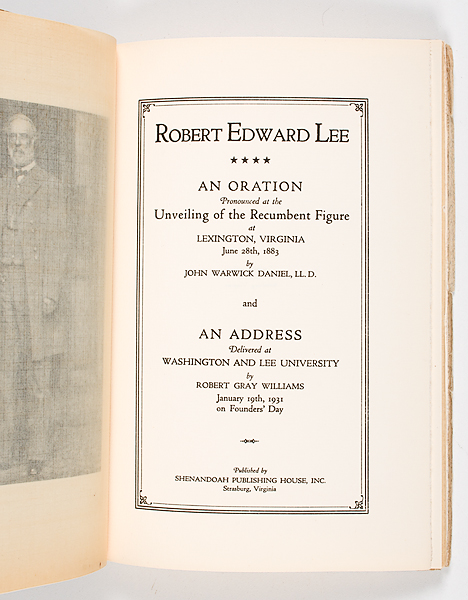 ROBERT EDWARD LEE
★★★★
AN ORATION
Pronounced at the
Unveiling of the Recumbent Figure
at
LEXINGTON, VIRGINIA
June 28th, 1883
by
JOHN WARWICK DANIEL, LL. D.
and
AN ADDRESS
Delivered at
WASHINGTON AND LEE UNIVERSITY
by
ROBERT GRAY WILLIAMS
January 19th, 1931
on Founders' Day
Published by
SHENANDOAH PUBLISHING HOUSE, INC.
Strasburg, Virginia